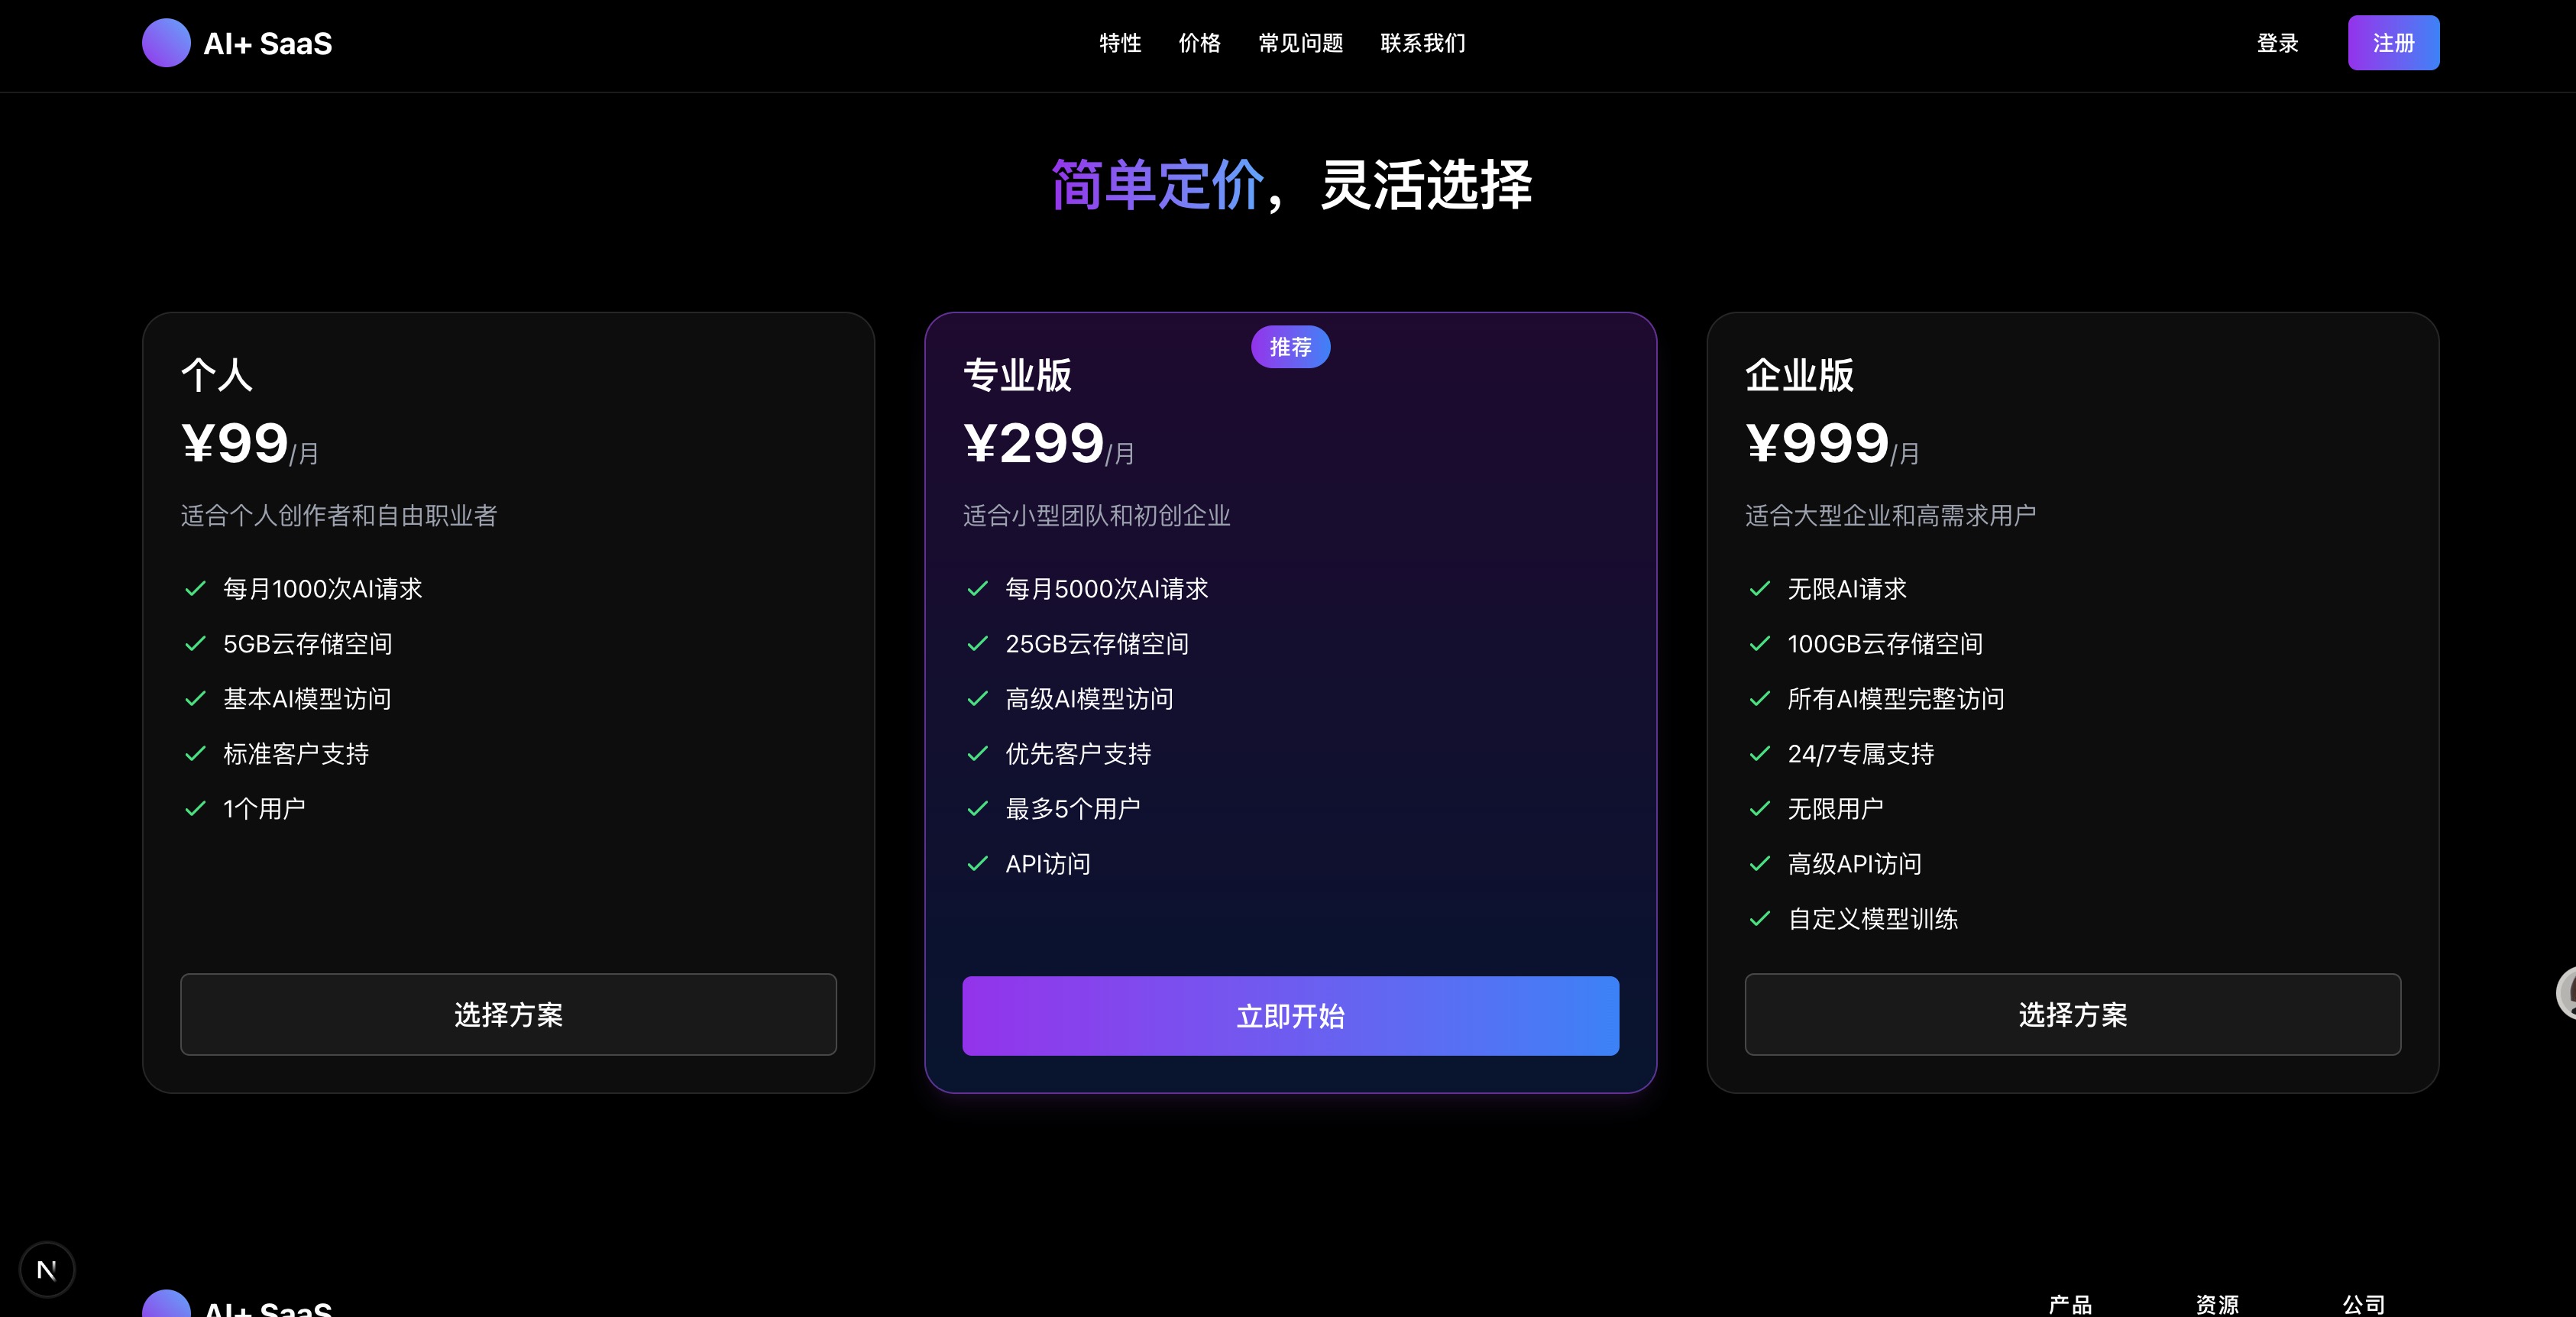 AI+ SaaS
特性 价格 常见问题 联系我们
登录 注册
简单定价，灵活选择
个人
¥99/月
适合个人创作者和自由职业者
每月1000次AI请求
5GB云存储空间
基本AI模型访问
标准客户支持
1个用户
选择方案
推荐
专业版
¥299/月
适合小型团队和初创企业
每月5000次AI请求
25GB云存储空间
高级AI模型访问
优先客户支持
最多5个用户
API访问
立即开始
企业版
¥999/月
适合大型企业和高需求用户
无限AI请求
100GB云存储空间
所有AI模型完整访问
24/7专属支持
无限用户
高级API访问
自定义模型训练
选择方案
N
AI+ SaaS
产品 资源 公司